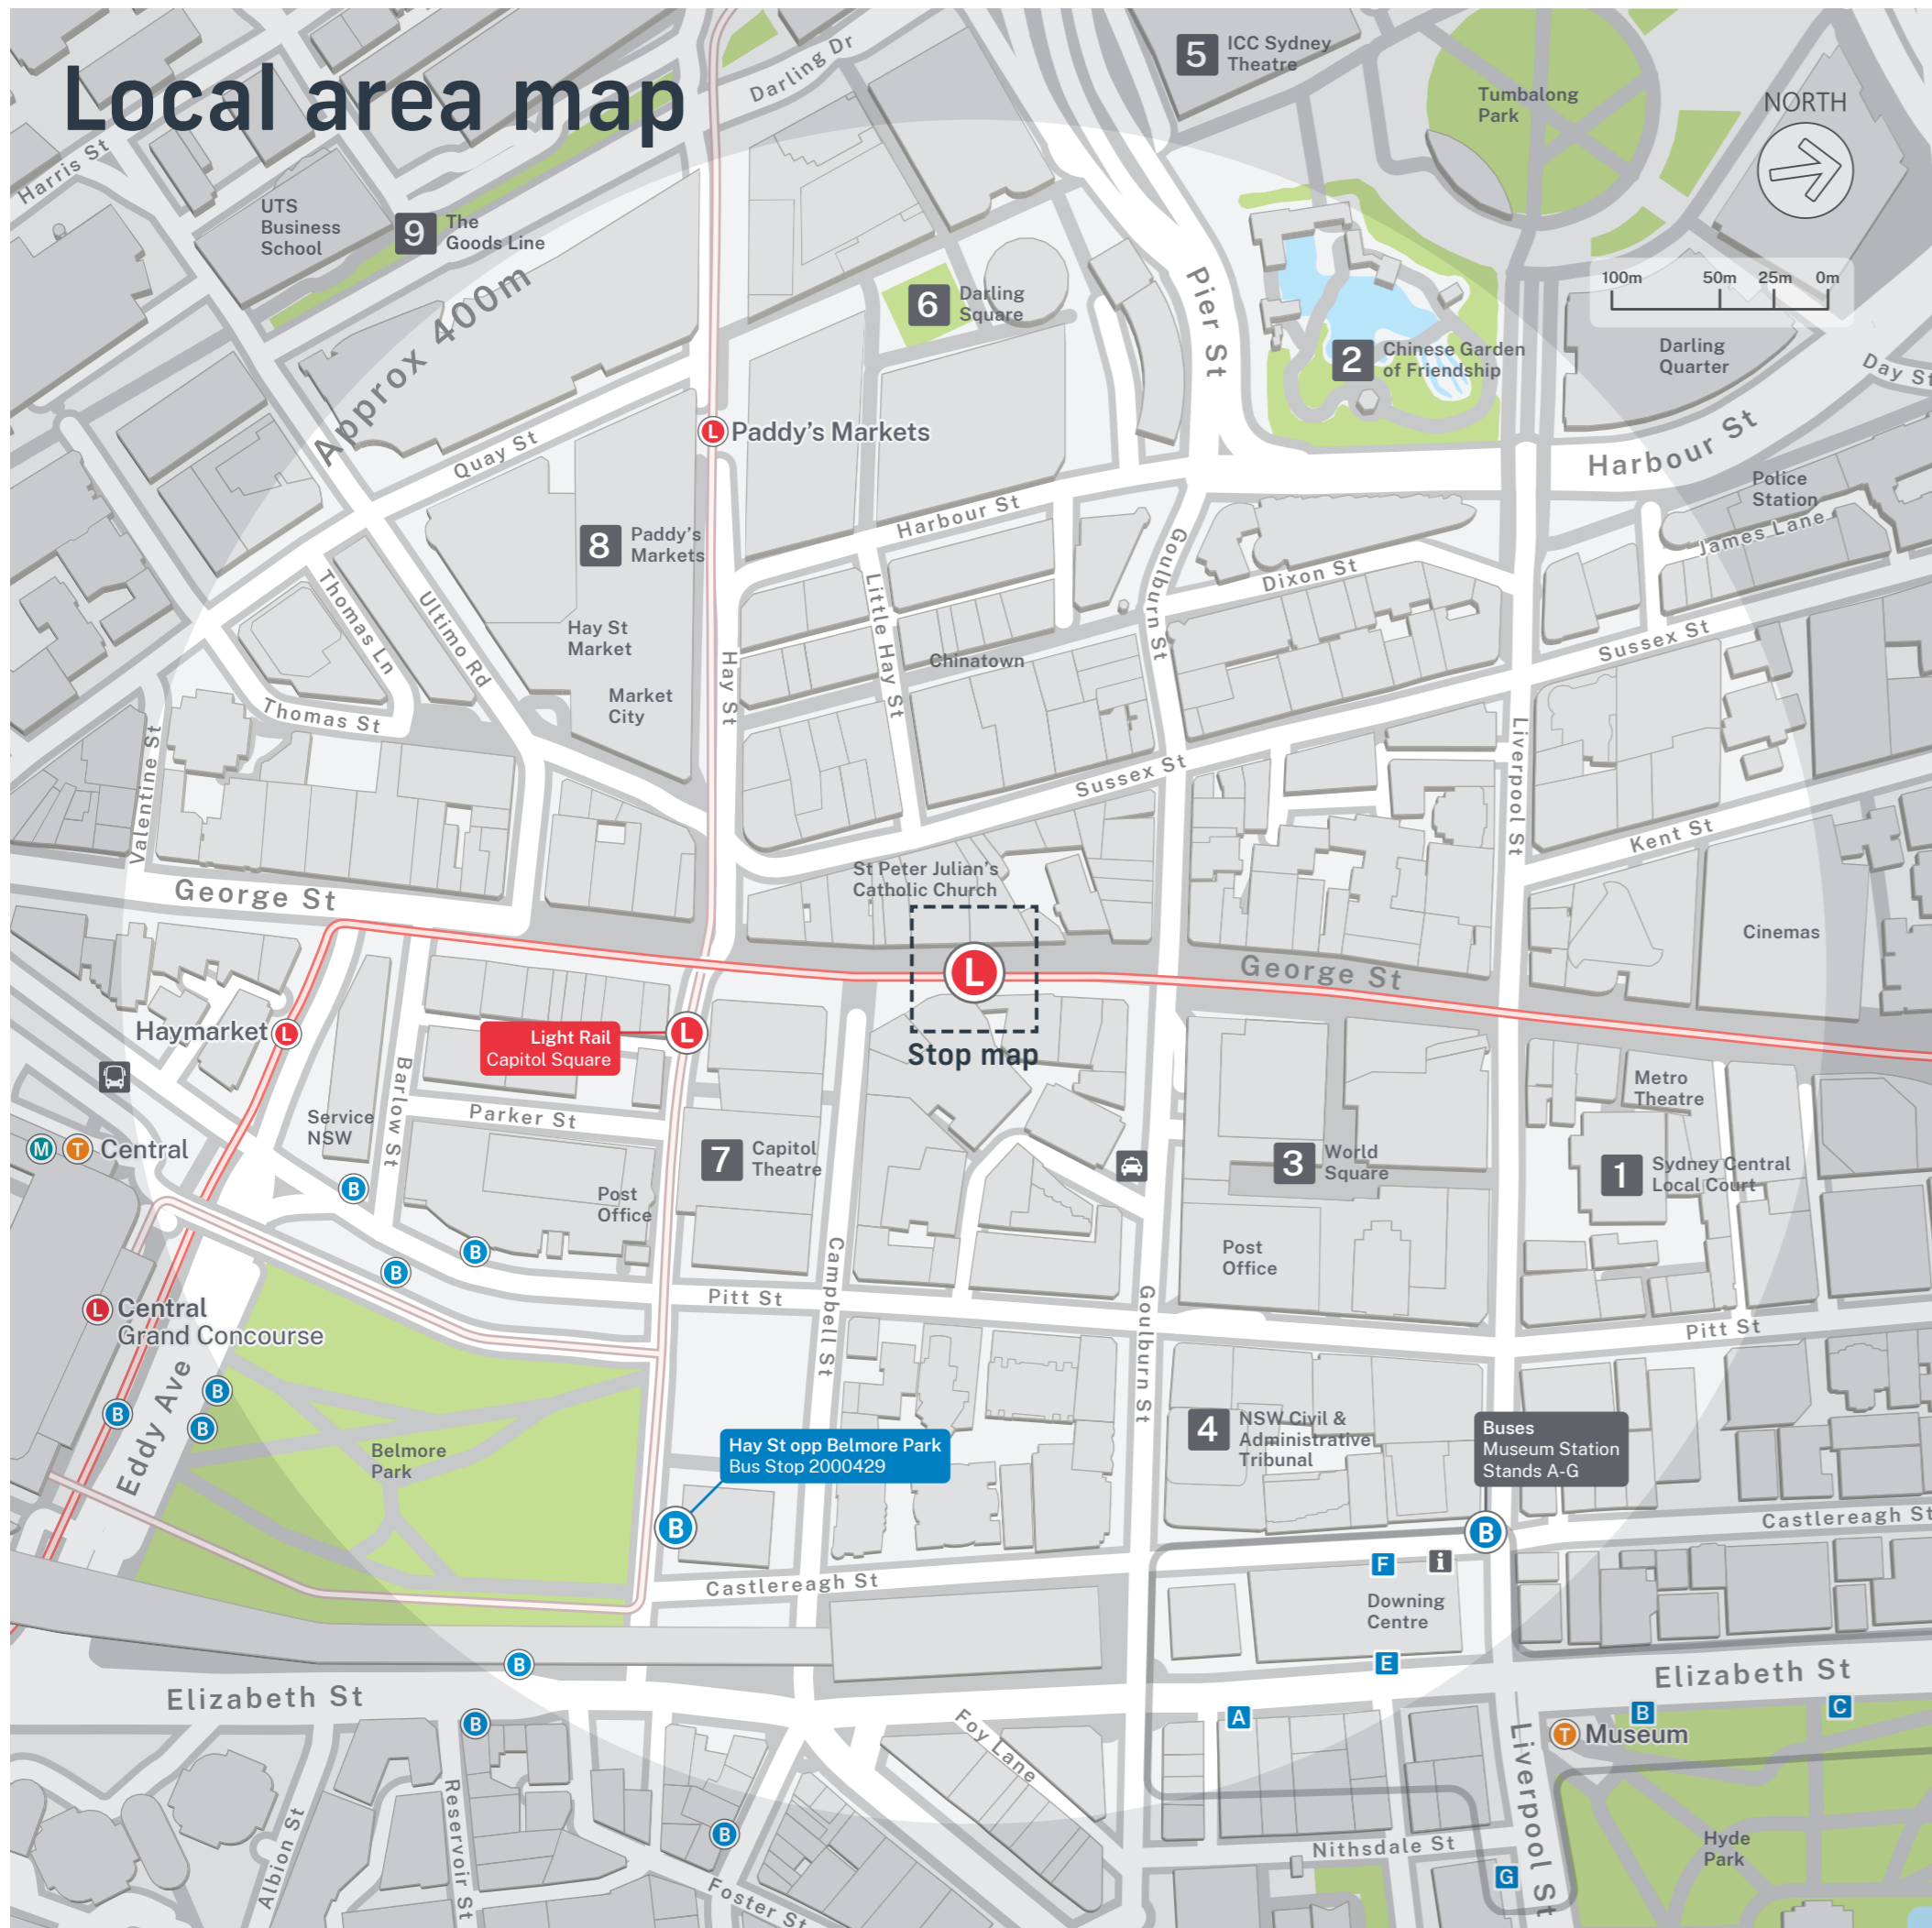 Local area map
Harris St
UTS
Business
School
9
The
Goods Line
Approx 400m
Darling Dr
5
ICC Sydney
Theatre
Tumbalong
Park
NORTH
100m 50m 25m 0m
6
Darling
Square
Pier St
2
Chinese Garden
of Friendship
Darling
Quarter
Day St
L
Paddy's Markets
Quay St
Harbour St
Harbour St
Police
Station
James Lane
8
Paddy's
Markets
Goulburn St
Dixon St
Thomas Ln
Ultimo Rd
Little Hay St
Hay St
Market
Chinatown
Sussex St
Hay St
Market
City
Thomas St
Valentine St
Sussex St
Liverpool St
Kent St
George St
St Peter Julian's
Catholic Church
Cinemas
L
George St
Haymarket
L
Light Rail
Capitol Square
L
Stop map
Barlow St
Service
NSW
Parker St
Metro
Theatre
M
T
Central
7
Capitol
Theatre
3
World
Square
1
Sydney Central
Local Court
B
Post
Office
B
B
Campbell St
Post
Office
L
Central
Grand Concourse
Pitt St
Goulburn St
Pitt St
B
B
B
Eddy Ave
Belmore
Park
Hay St opp Belmore Park
Bus Stop 2000429
B
4
NSW Civil &
Administrative
Tribunal
Buses
Museum Station
Stands A-G
B
Castlereagh St
Castlereagh St
F
i
Downing
Centre
E
B
Elizabeth St
Elizabeth St
B
A
B
C
Foy Lane
T
Museum
Liverpool St
Albion St
Reservoir St
B
Foster St
Nithsdale St
G
Hyde
Park